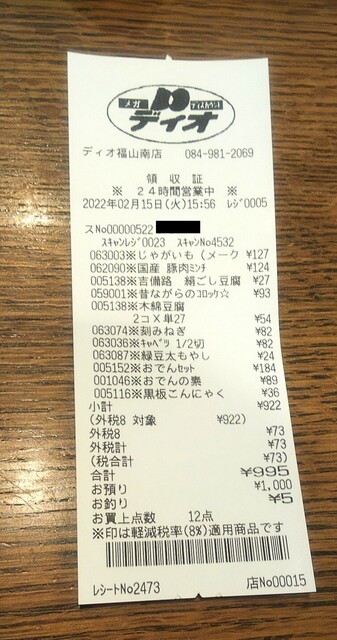 メガ ディスカウント
ディオ
ディオ福山南店 084-981-2069
領収証
※ 24時間営業中 ※
2022年02月15日(火)15:56 レジ0005
スNo00000522
スキャンレジ0023 スキャンNo4532
063003※じゃがいも(メーク ¥127
062090※国産 豚肉ミンチ ¥124
005138※吉備路 絹ごし豆腐 ¥27
059001※昔ながらのコロッケ☆ ¥93
005138※木綿豆腐
2コ×単27 ¥54
063074※刻みねぎ ¥82
063036※キャベツ 1/2切 ¥82
063087※緑豆太もやし ¥24
005152※おでんセット ¥184
001046※おでんの素 ¥89
005116※黒板こんにゃく ¥36
小計 ¥922
(外税8 対象 ¥922)
外税8 ¥73
外税計 ¥73
(税合計 ¥73)
合計 ¥995
お預り ¥1,000
お釣り ¥5
お買上点数 12点
※印は軽減税率(8%)適用商品です
レシートNo2473 店No00015